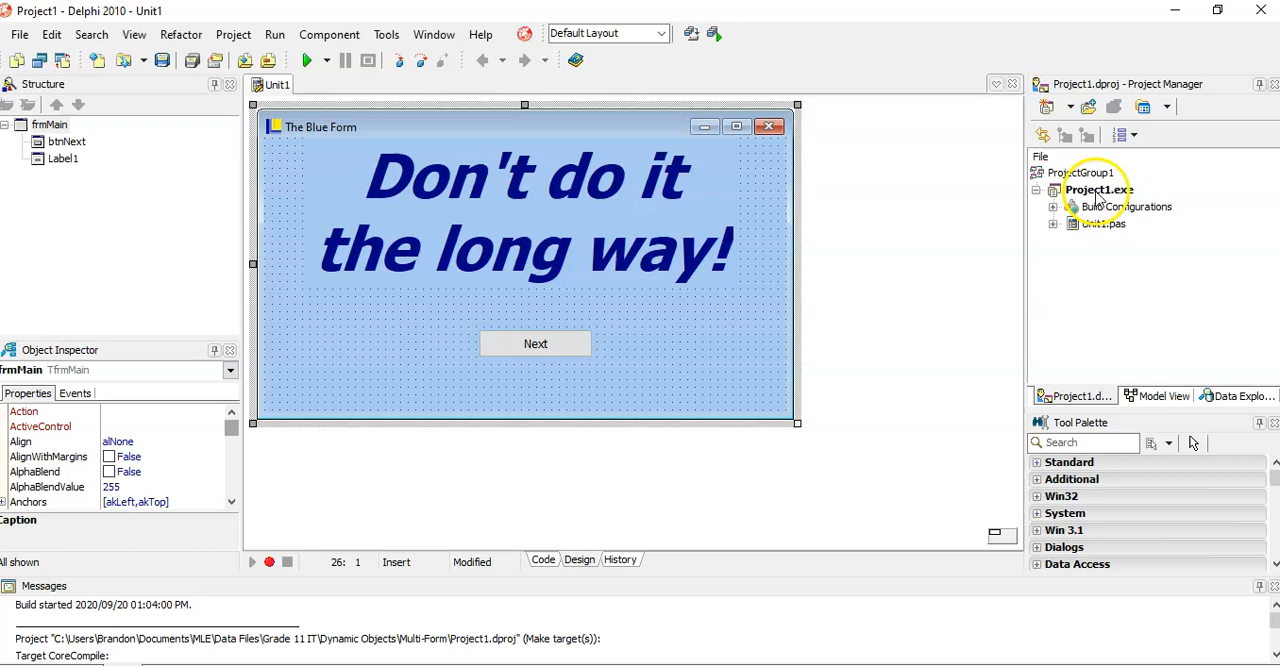 Project1 - Delphi 2010 - Unit1
File Edit Search View Refactor Project Run Component Tools Window Help Default Layout
Structure
frmMain
btnNext
Label1
Object Inspector
frmMain TfrmMain
Properties Events
Action
ActiveControl
Align alNone
AlignWithMargins False
AlphaBlend False
AlphaBlendValue 255
Anchors [akLeft,akTop]
Caption
All shown
Unit1
The Blue Form
Don't do it
the long way!
Next
26: 1 Insert Modified Code Design History
Project1.dproj - Project Manager
File
ProjectGroup1
Project1.exe
Build Configurations
Unit1.pas
Project1.d... Model View Data Explo...
Tool Palette
Search
Standard
Additional
Win32
System
Win 3.1
Dialogs
Data Access
Messages
Build started 2020/09/20 01:04:00 PM.
Project "C:\Users\Brandon\Documents\MLE\Data Files\Grade 11 IT\Dynamic Objects\Multi-Form\Project1.dproj" (Make target(s)):
Target CoreCompile: